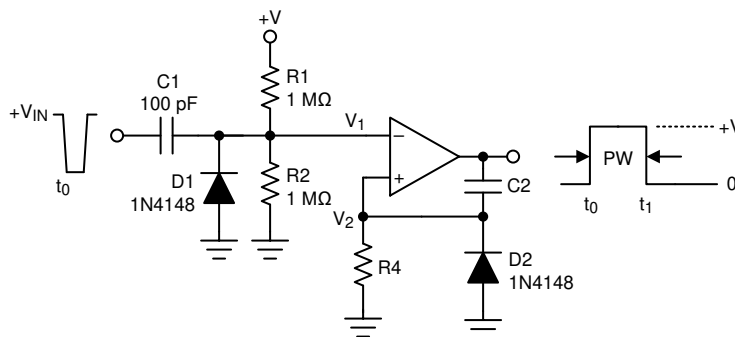 +V
C1
100 pF
R1
1 MΩ
+VIN
t0
V1
−
+
D1
1N4148
R2
1 MΩ
C2
V2
R4
D2
1N4148
PW
+V
0
t0
t1